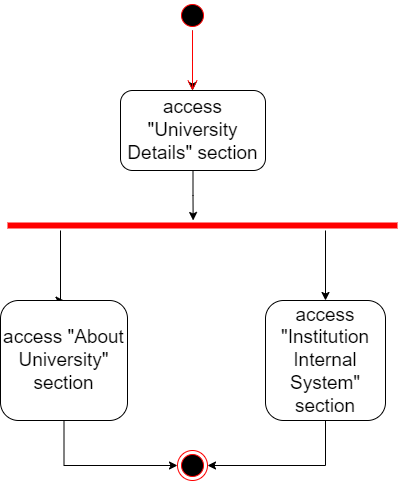 access
"University
Details" section
access "About
University"
section
access
"Institution
Internal
System"
section